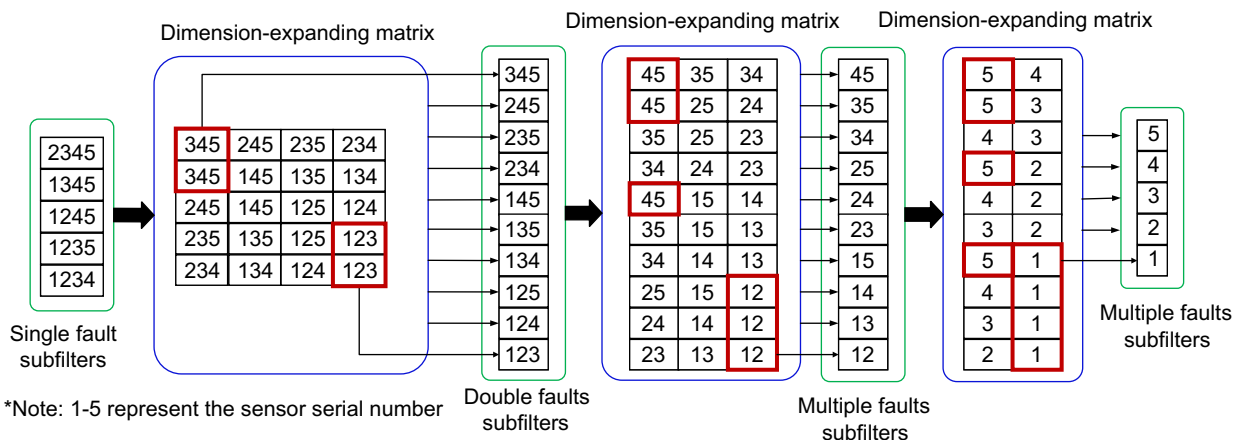 Dimension-expanding matrix
Dimension-expanding matrix
Dimension-expanding matrix
2345
1345
1245
1235
1234
Single fault
subfilters
345 245 235 234
345 145 135 134
245 145 125 124
235 135 125 123
234 134 124 123
345
245
235
234
145
135
134
125
124
123
Double faults
subfilters
45 35 34
45 25 24
35 25 23
34 24 23
45 15 14
35 15 13
34 14 13
25 15 12
24 14 12
23 13 12
45
35
34
25
24
23
15
14
13
12
Multiple faults
subfilters
5 4
5 3
4 3
5 2
4 2
3 2
5 1
4 1
3 1
2 1
5
4
3
2
1
Multiple faults
subfilters
*Note: 1-5 represent the sensor serial number